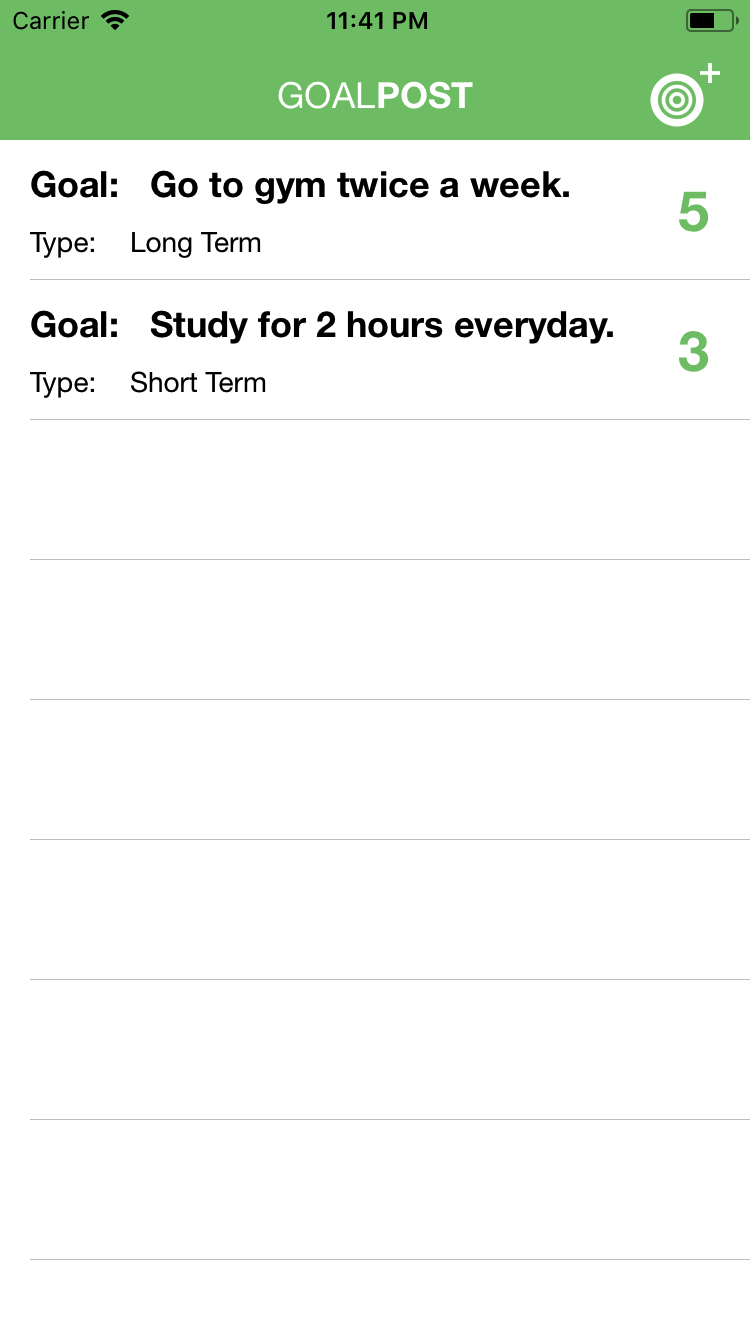 Carrier 11:41 PM
GOALPOST
Goal: Go to gym twice a week.
5
Type: Long Term
Goal: Study for 2 hours everyday.
3
Type: Short Term